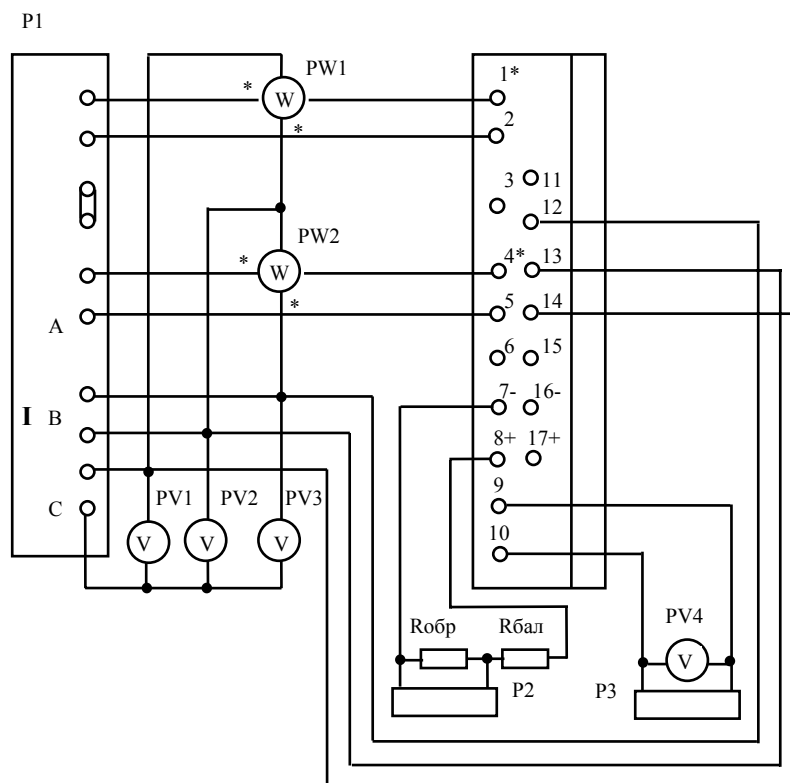 P1
PW1
*
W
1*
*
2
3
11
12
PW2
*
W
4*
13
*
5
14
A
6
15
7-
16-
I
B
8+
17+
PV1
PV2
PV3
9
C
10
V
V
V
Rобр
Rбал
PV4
V
P2
P3